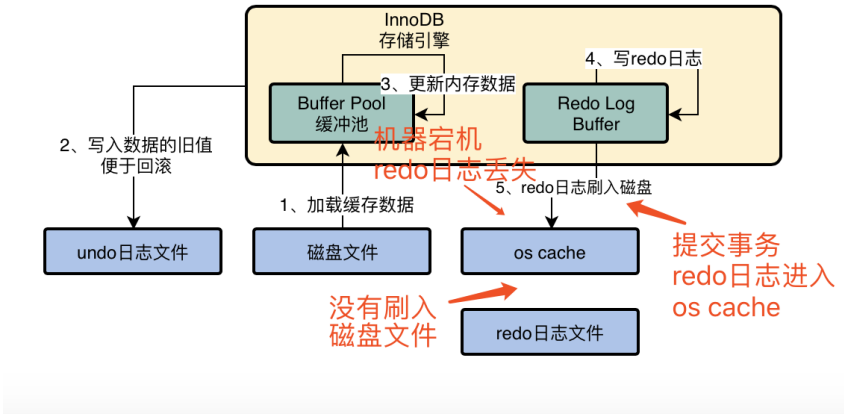 InnoDB
存储引擎
4、写redo日志
3、更新内存数据
Buffer Pool
缓冲池
Redo Log
Buffer
2、写入数据的旧值
便于回滚
机器宕机
redo日志丢失
5、redo日志刷入磁盘
1、加载缓存数据
undo日志文件
磁盘文件
os cache
提交事务
redo日志进入
os cache
没有刷入
磁盘文件
redo日志文件